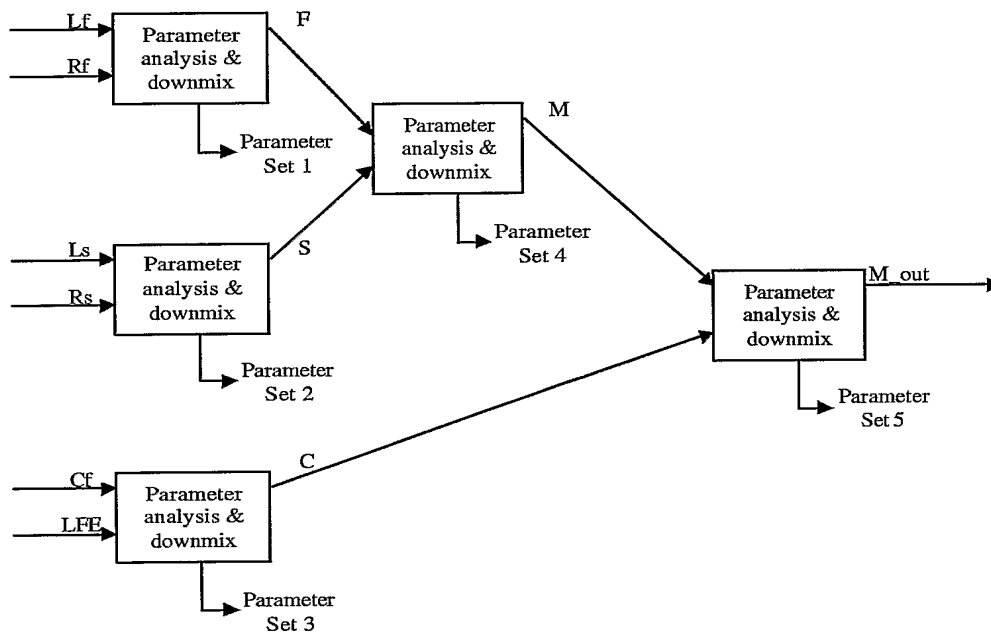 Lf
Rf
Parameter
analysis &
downmix
F
Parameter
Set 1
Parameter
analysis &
downmix
M
Parameter
Set 4
Ls
Rs
Parameter
analysis &
downmix
S
Parameter
Set 2
Parameter
analysis &
downmix
M_out
Parameter
Set 5
Cf
LFE
Parameter
analysis &
downmix
C
Parameter
Set 3